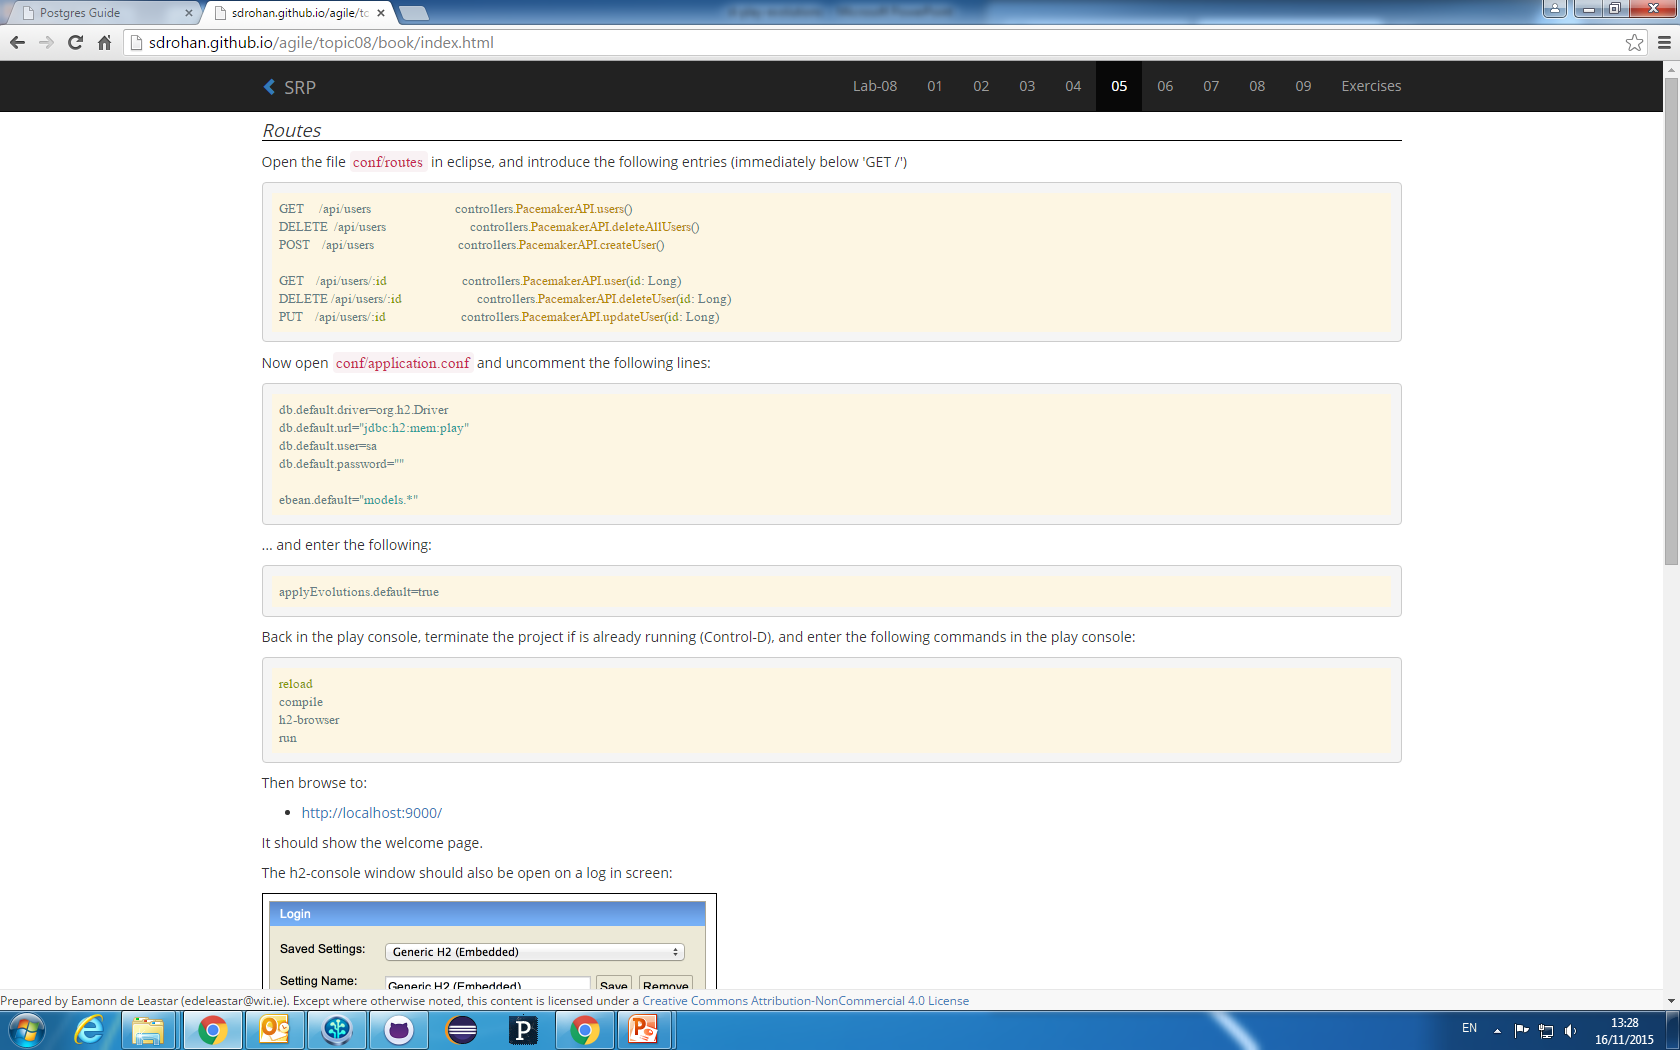 Postgres Guide
sdrohan.github.io/agile/to
sdrohan.github.io/agile/topic08/book/index.html
SRP
Lab-08 01 02 03 04 05 06 07 08 09 Exercises
Routes
Open the file conf/routes in eclipse, and introduce the following entries (immediately below 'GET /')
GET /api/users controllers.PacemakerAPI.users()
DELETE /api/users controllers.PacemakerAPI.deleteAllUsers()
POST /api/users controllers.PacemakerAPI.createUser()
GET /api/users/:id controllers.PacemakerAPI.user(id: Long)
DELETE /api/users/:id controllers.PacemakerAPI.deleteUser(id: Long)
PUT /api/users/:id controllers.PacemakerAPI.updateUser(id: Long)
Now open conf/application.conf and uncomment the following lines:
db.default.driver=org.h2.Driver
db.default.url="jdbc:h2:mem:play"
db.default.user=sa
db.default.password=""
ebean.default="models.*"
... and enter the following:
applyEvolutions.default=true
Back in the play console, terminate the project if is already running (Control-D), and enter the following commands in the play console:
reload
compile
h2-browser
run
Then browse to:
• http://localhost:9000/
It should show the welcome page.
The h2-console window should also be open on a log in screen:
Login
Saved Settings: Generic H2 (Embedded)
Setting Name: Generic H2 (Embedded) Save Remove
Prepared by Eamonn de Leastar (edeleastar@wit.ie). Except where otherwise noted, this content is licensed under a Creative Commons Attribution-NonCommercial 4.0 License
EN
13:28
16/11/2015